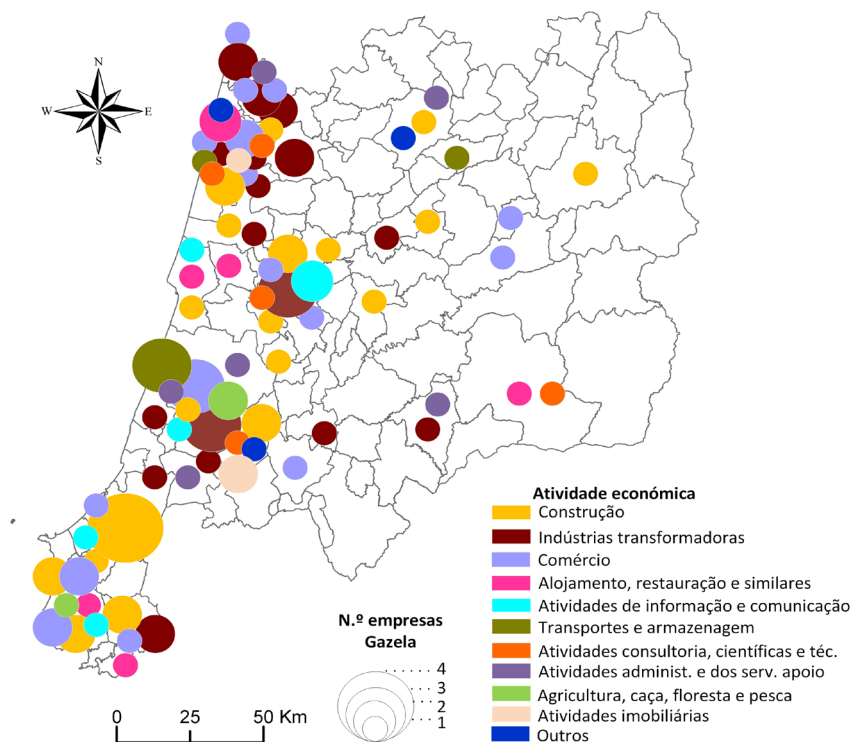 N
W E
S
Atividade económica
Construção
Indústrias transformadoras
Comércio
Alojamento, restauração e similares
Atividades de informação e comunicação
Transportes e armazenagem
Atividades consultoria, científicas e téc.
Atividades administ. e dos serv. apoio
Agricultura, caça, floresta e pesca
Atividades imobiliárias
Outros
N.º empresas
Gazela
4
3
2
1
0 25 50 Km